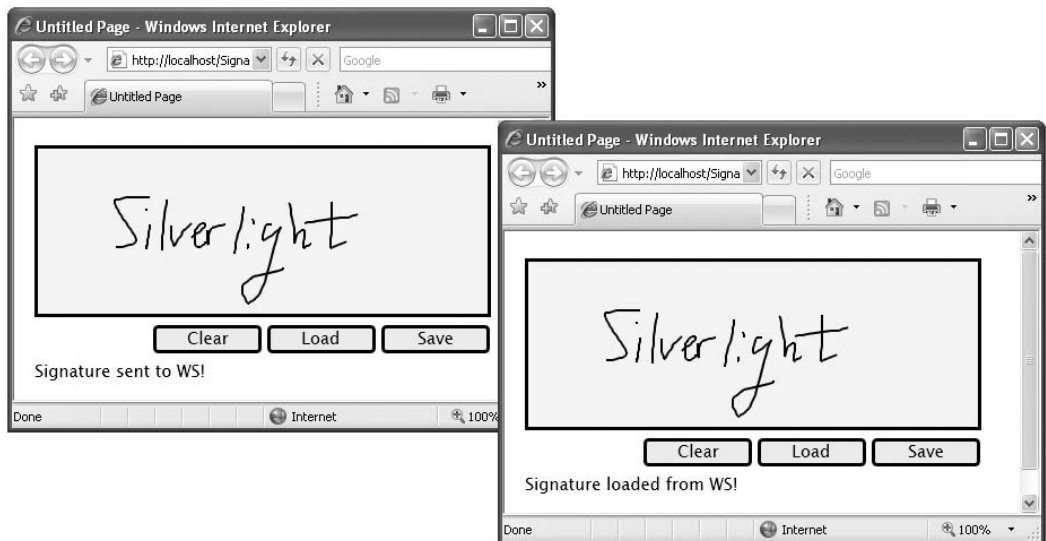 Untitled Page - Windows Internet Explorer
http://localhost/Signa
Google
Untitled Page
»
Silverlight
Clear Load Save
Signature sent to WS!
Done Internet 100%
Untitled Page - Windows Internet Explorer
http://localhost/Signa
Google
Untitled Page
»
Silverlight
Clear Load Save
Signature loaded from WS!
Done Internet 100%